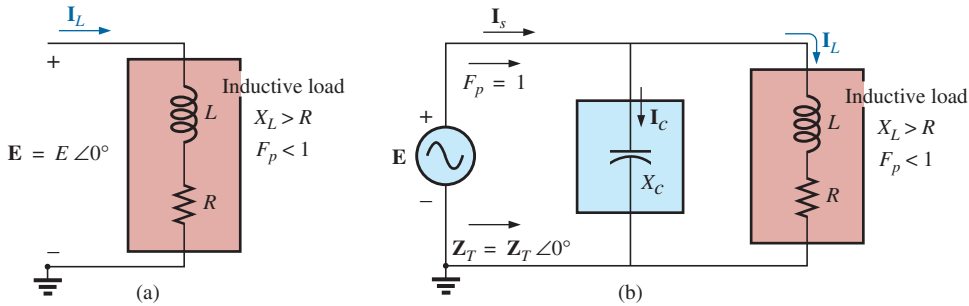 I_L
+
Inductive load
L
X_L > R
F_p < 1
E = E ∠0°
R
–
(a)
I_s
I_L
F_p = 1
+
I_c
Inductive load
L
X_L > R
E
F_p < 1
X_C
R
–
Z_T = Z_T ∠0°
(b)